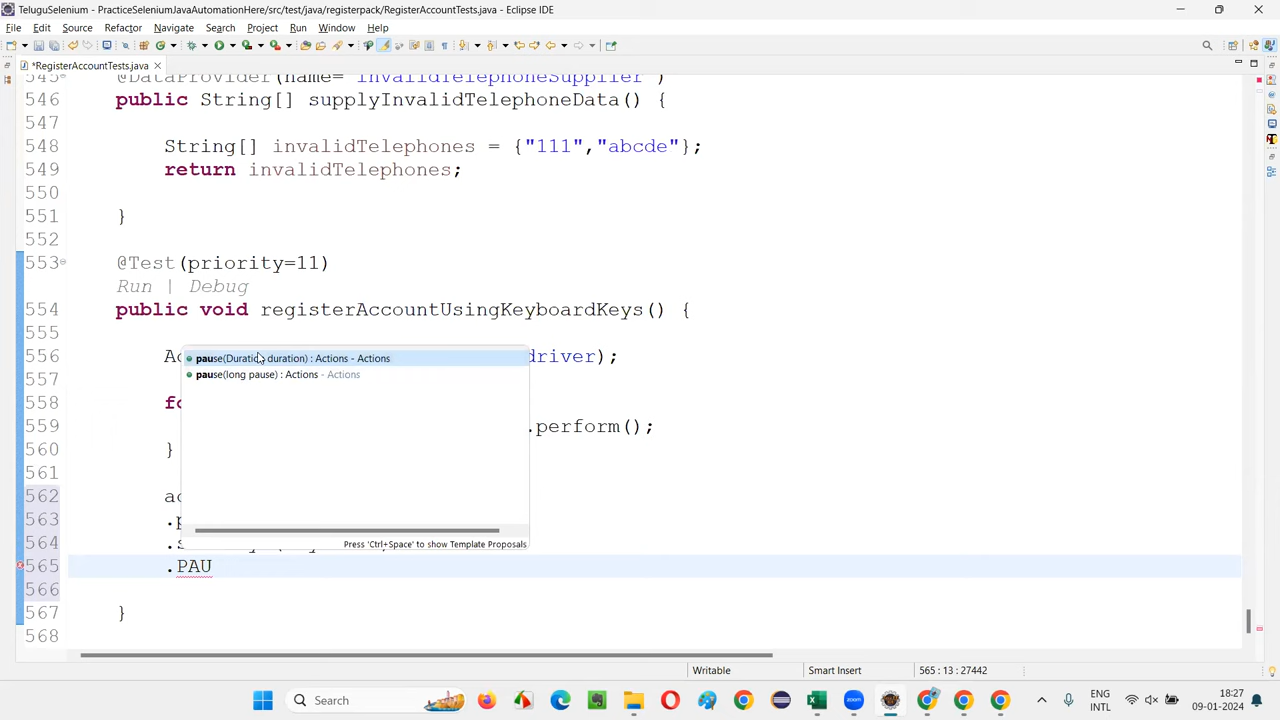 TeluguSelenium - PracticeSeleniumJavaAutomationHere/src/test/java/registerpack/RegisterAccountTests.java - Eclipse IDE
File Edit Source Refactor Navigate Search Project Run Window Help
*RegisterAccountTests.java
545 @DataProvider(name="invalidTelephoneSupplier")
546 public String[] supplyInvalidTelephoneData() {
547
548 String[] invalidTelephones = {"111","abcde"};
549 return invalidTelephones;
550
551 }
552
553 @Test(priority=11)
Run | Debug
554 public void registerAccountUsingKeyboardKeys() {
555
556 driver);
pause(Duration duration) : Actions - Actions
pause(long pause) : Actions - Actions
558
559 .perform();
560 }
561
562
563
564
Press 'Ctrl+Space' to show Template Proposals
565 .PAU
566
567 }
568
Writable Smart Insert 565 : 13 : 27442
Search
ENG
INTL
18:27
09-01-2024